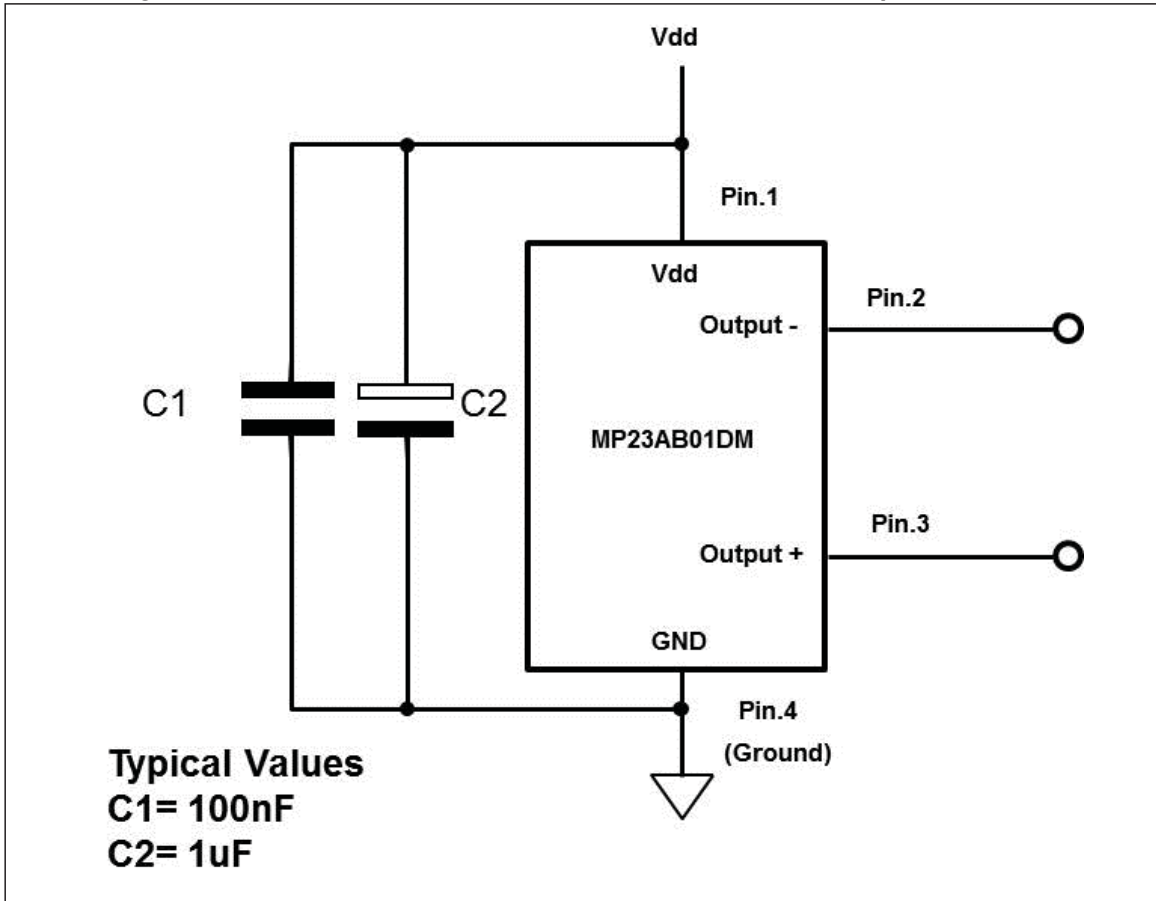 Vdd
Pin.1
Vdd
Pin.2
Output -
C1
C2
MP23AB01DM
Pin.3
Output +
GND
Pin.4
(Ground)
Typical Values
C1= 100nF
C2= 1uF